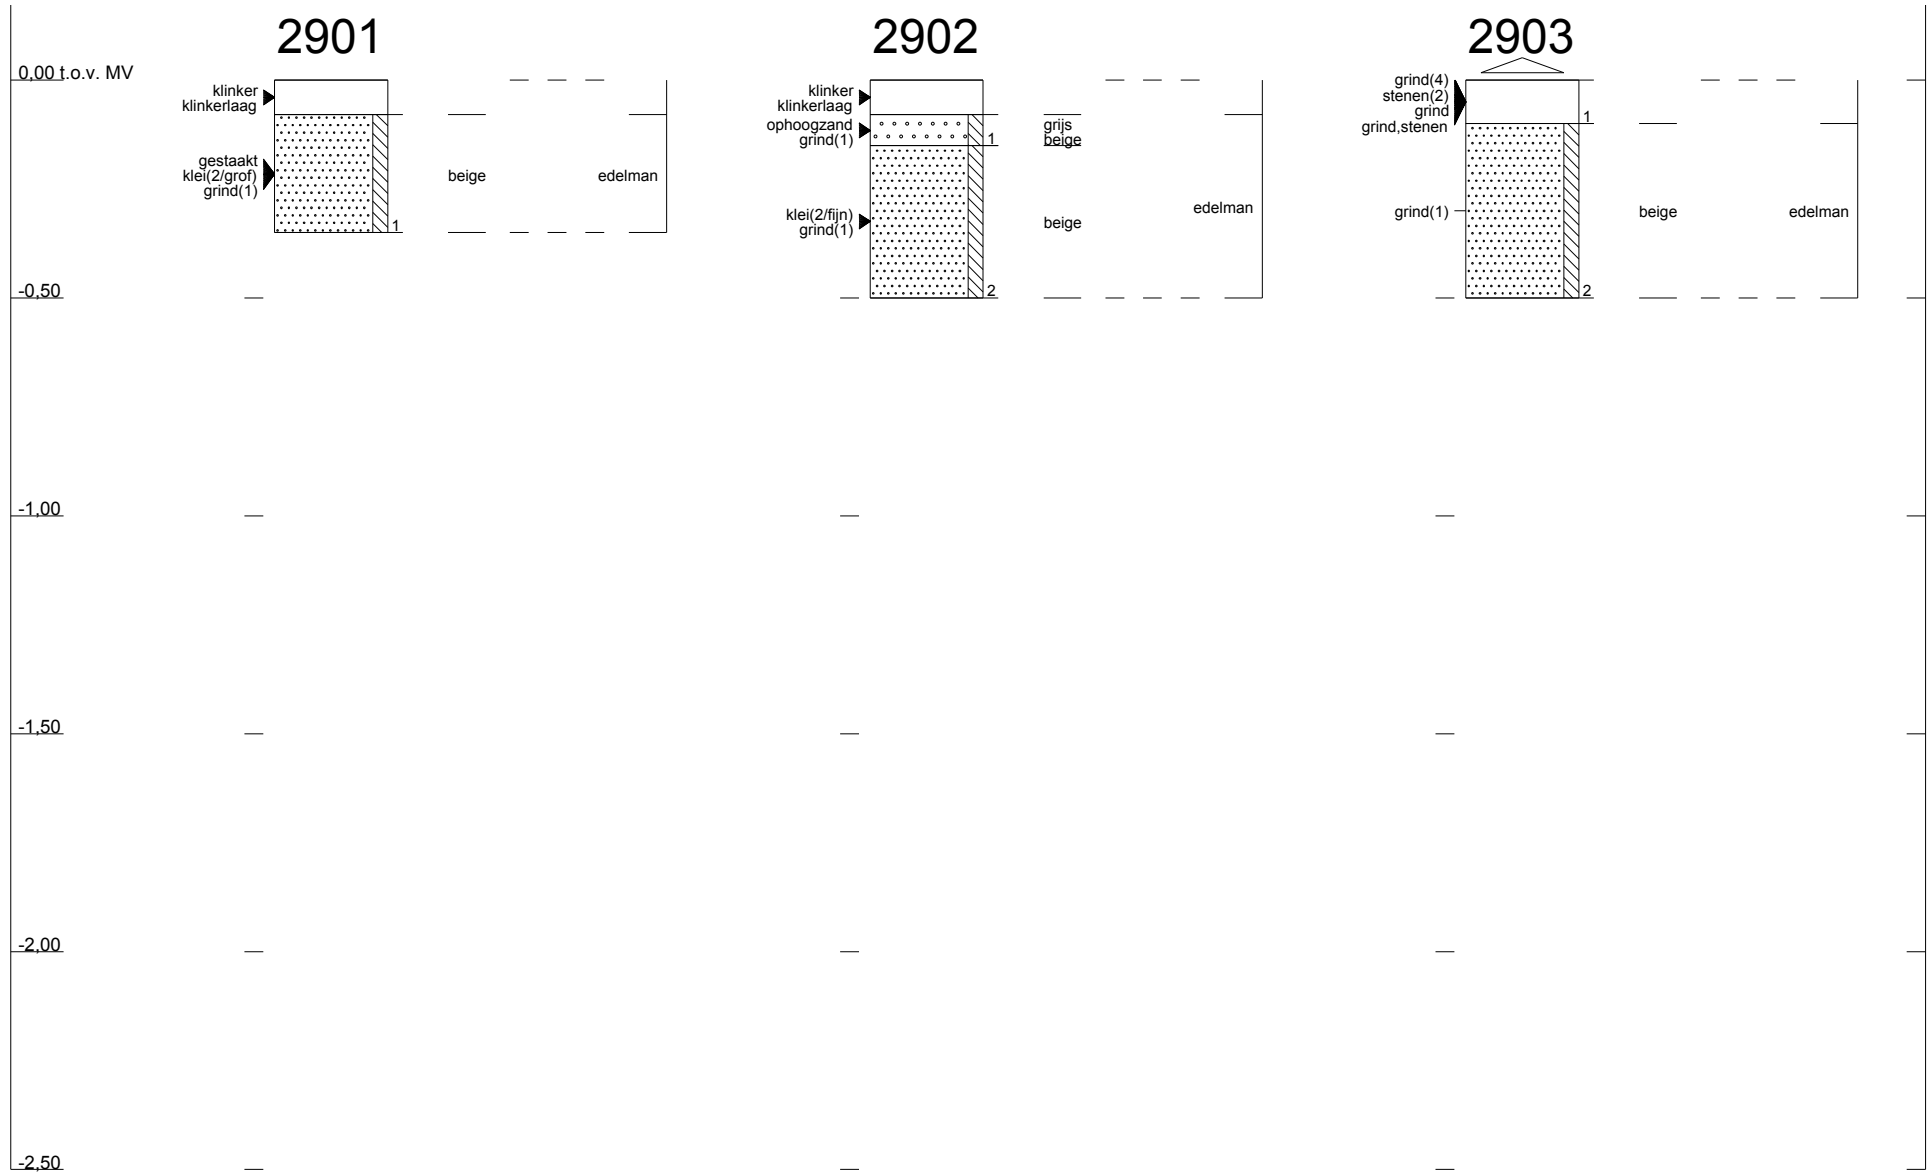 2901
2902
2903
0,00 t.o.v. MV
klinker
klinkerlaag
gestaakt
klei(2/grof)
grind(1)
1
beige
edelman
klinker
klinkerlaag
ophoogzand
grind(1)
1
grijs
beige
klei(2/fijn)
grind(1)
2
beige
edelman
grind(4)
stenen(2)
grind
grind,stenen
1
grind(1)
2
beige
edelman
-0,50
-1,00
-1,50
-2,00
-2,50